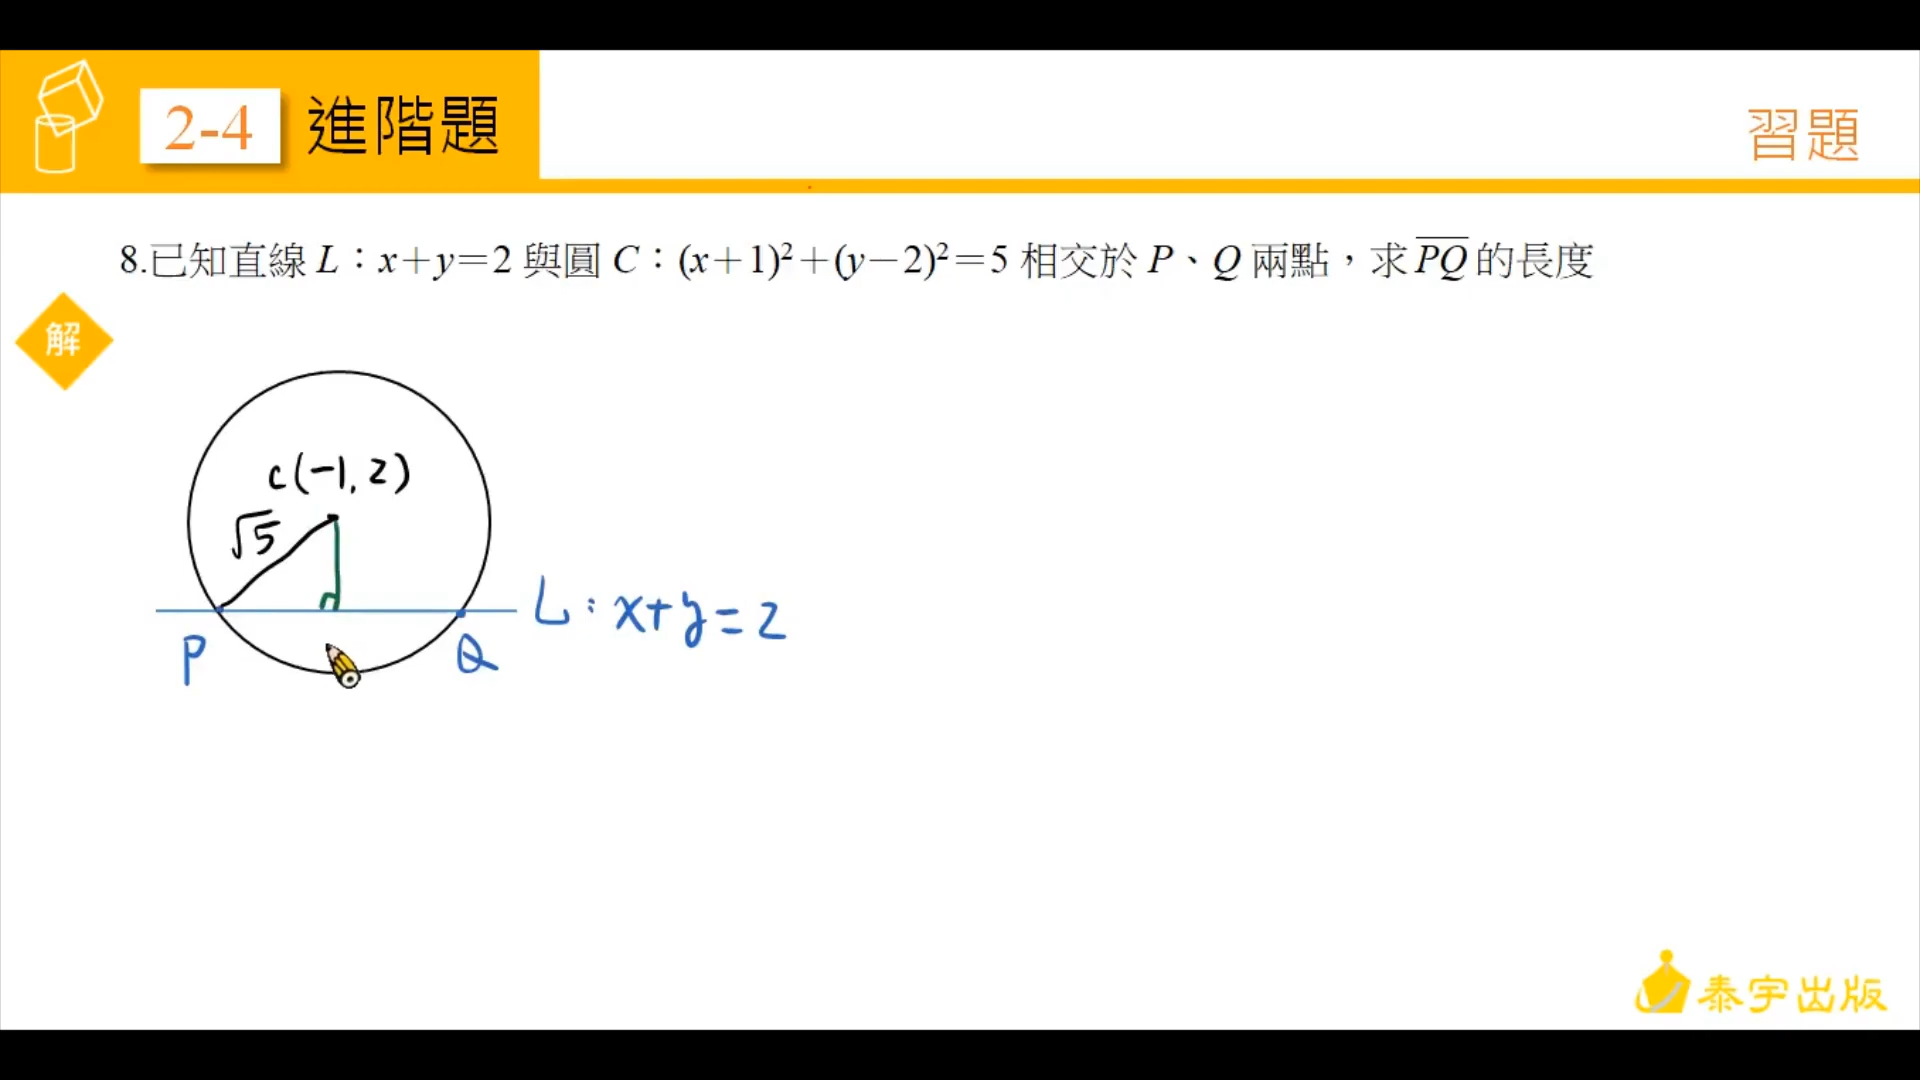 2-4 進階題
習題
8.已知直線 L：x＋y＝2 與圓 C：(x＋1)²＋(y－2)²＝5 相交於 P、Q 兩點，求 PQ 的長度
解
C(-1,2)
√5
L：x+y=2
P
Q
泰宇出版